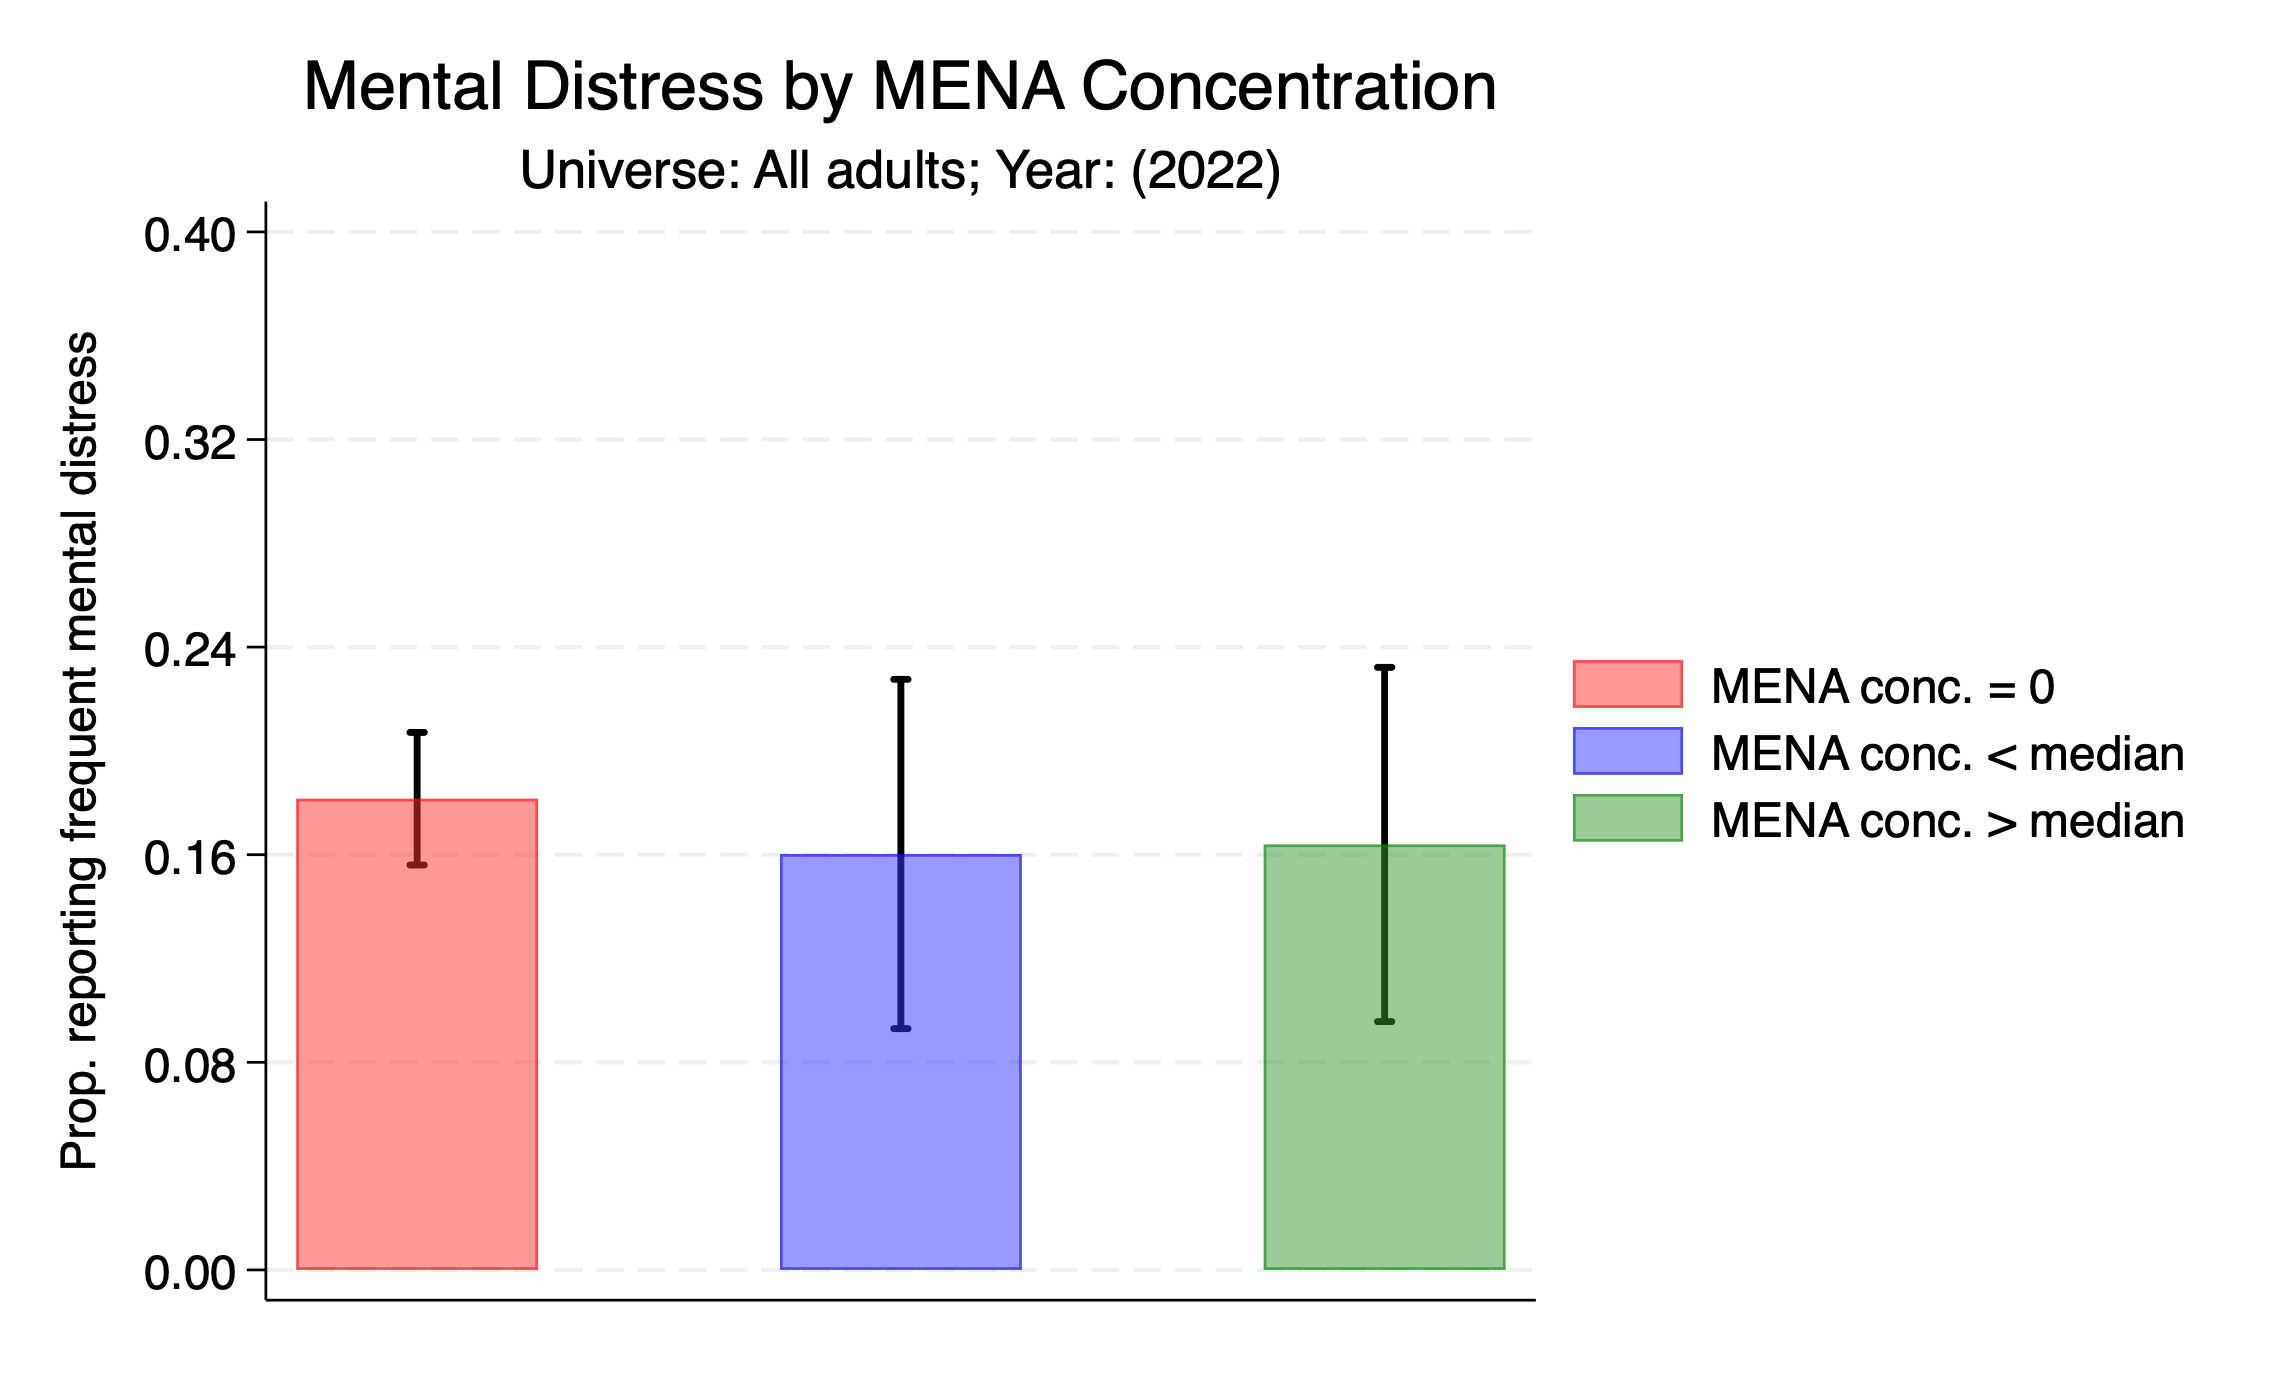 Mental Distress by MENA Concentration
Universe: All adults; Year: (2022)
Prop. reporting frequent mental distress
0.40
0.32
0.24
0.16
0.08
0.00
MENA conc. = 0
MENA conc. < median
MENA conc. > median